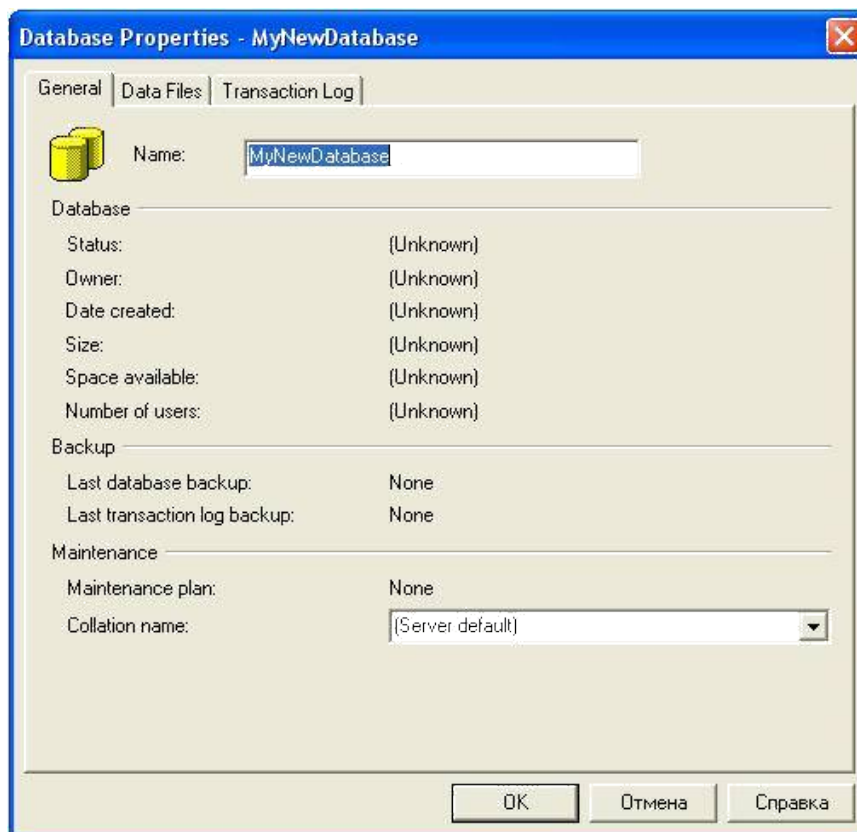 Database Properties - MyNewDatabase
General Data Files Transaction Log
Name: MyNewDatabase
Database
Status: (Unknown)
Owner: (Unknown)
Date created: (Unknown)
Size: (Unknown)
Space available: (Unknown)
Number of users: (Unknown)
Backup
Last database backup: None
Last transaction log backup: None
Maintenance
Maintenance plan: None
Collation name: (Server default)
OK Отмена Справка